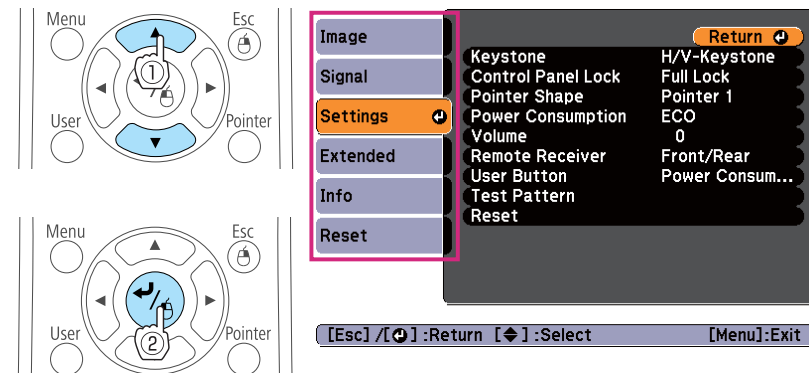 Menu
Esc
①
User
Pointer
Menu
Esc
②
User
Pointer
Image
Signal
Settings
Extended
Info
Reset
Return
Keystone H/V-Keystone
Control Panel Lock Full Lock
Pointer Shape Pointer 1
Power Consumption ECO
Volume 0
Remote Receiver Front/Rear
User Button Power Consum...
Test Pattern
Reset
[Esc] /[⏎] :Return [◆] :Select [Menu]:Exit